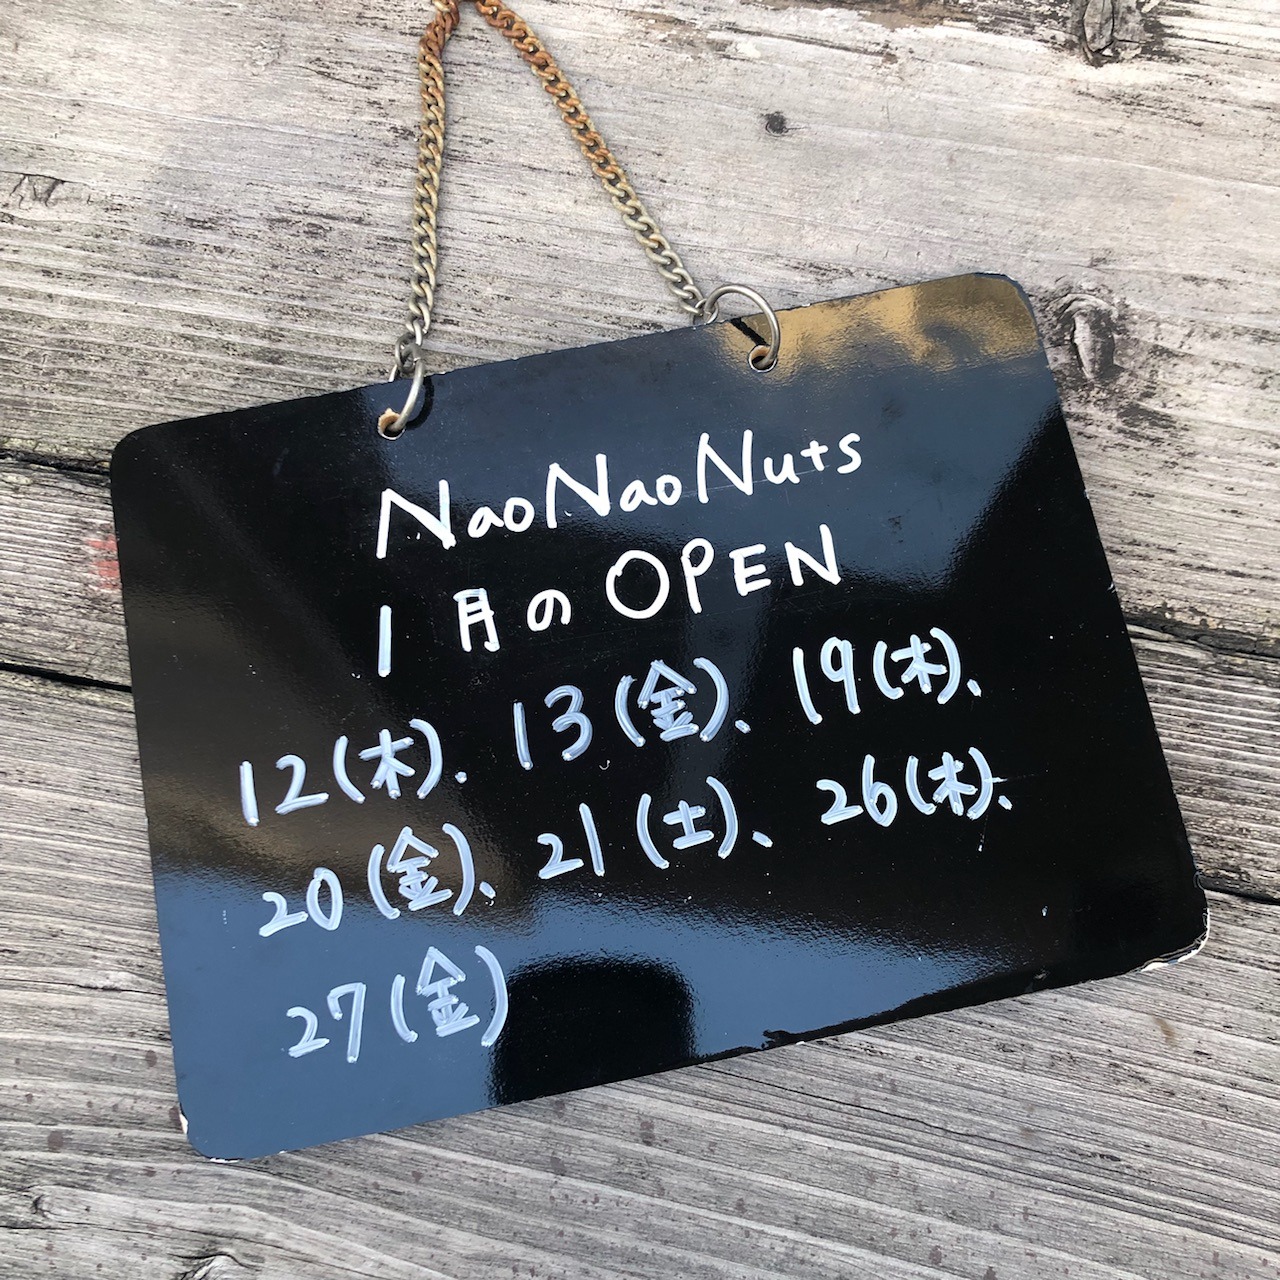 NaoNaoNuts
1月のOPEN
12(木)、13(金)、19(木)、
20(金)、21(土)、26(木)、
27(金)